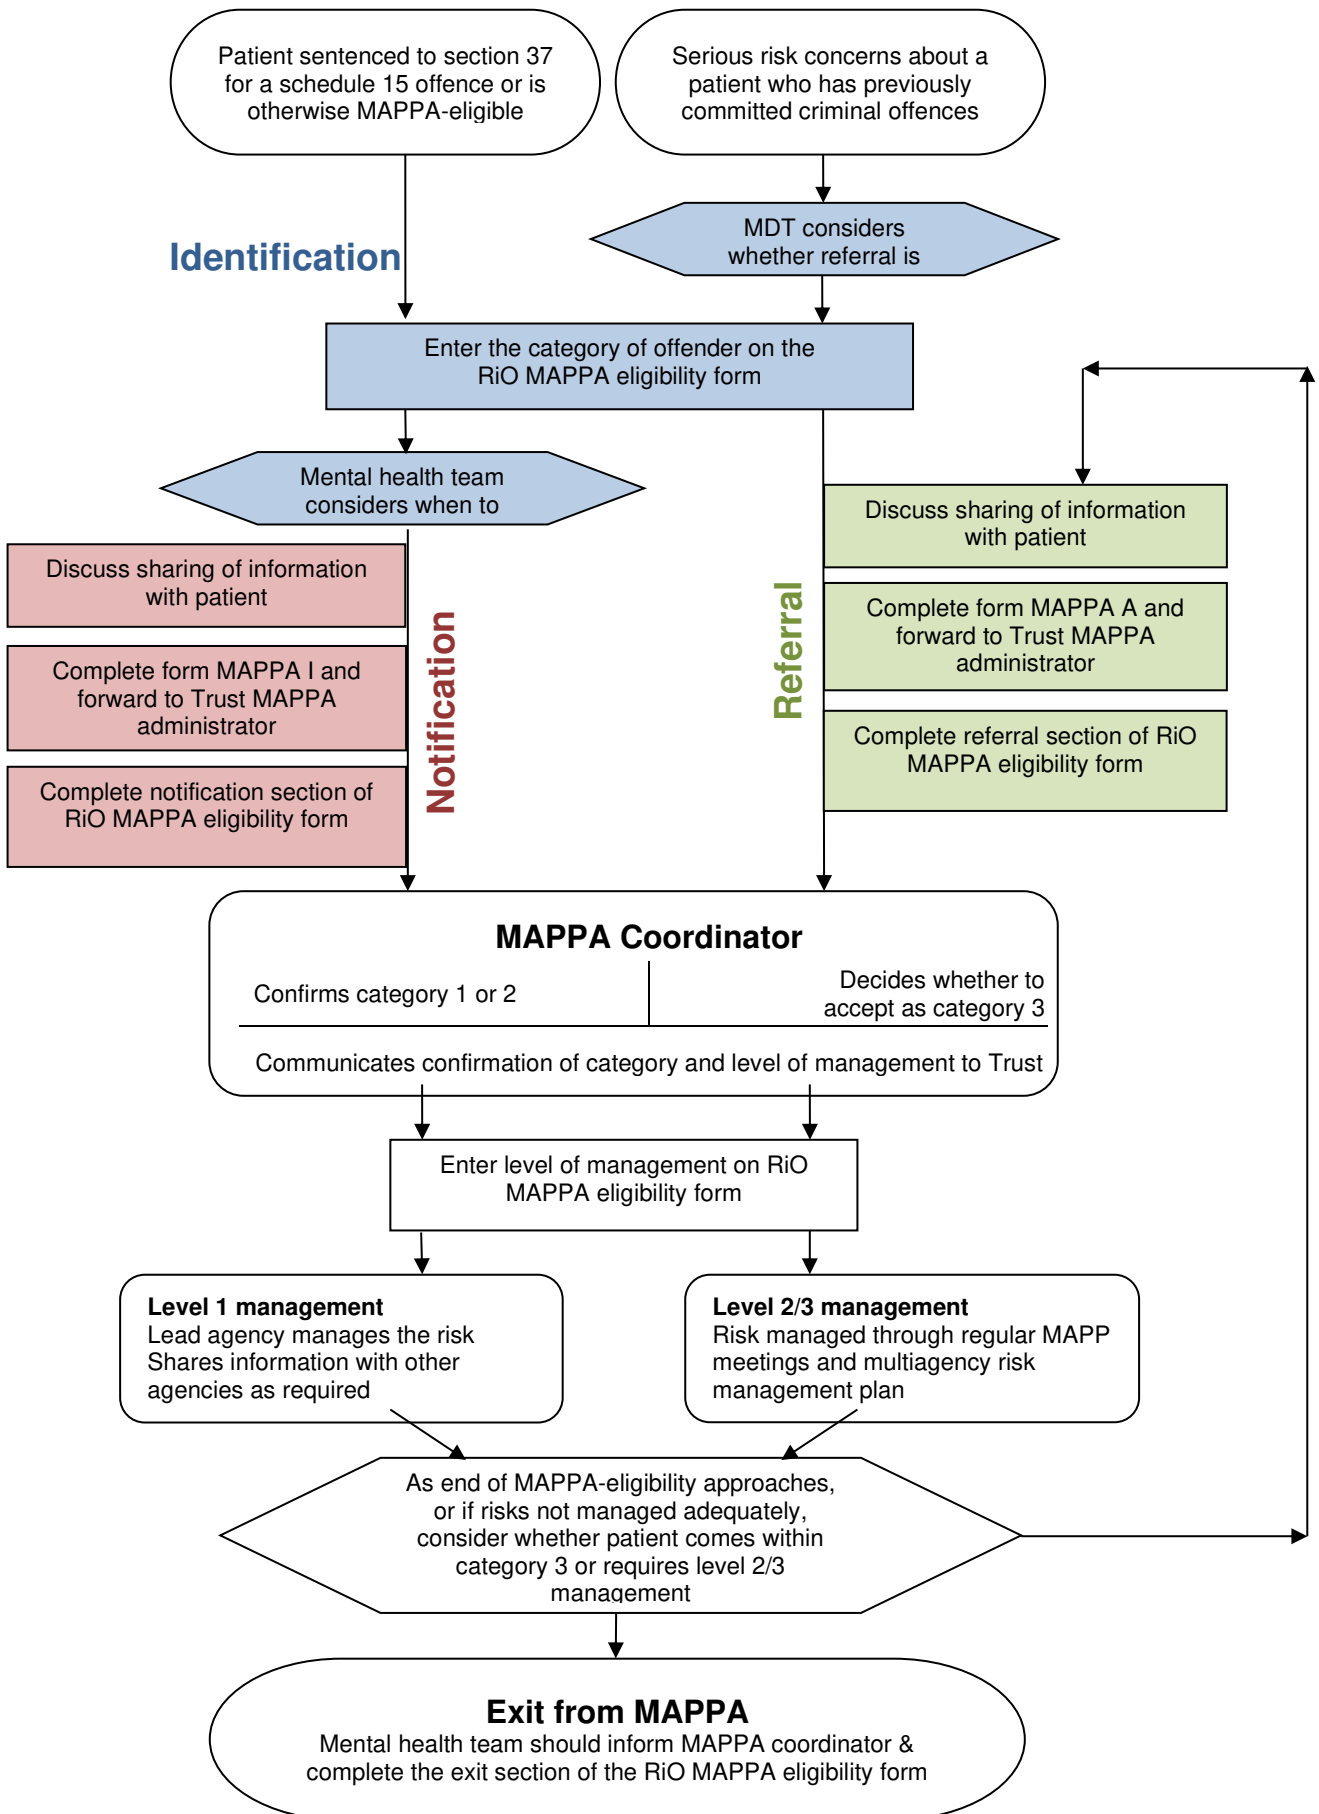 Patient sentenced to section 37
for a schedule 15 offence or is
otherwise MAPPA-eligible
Serious risk concerns about a
patient who has previously
committed criminal offences
MDT considers
whether referral is
Identification
Enter the category of offender on the
RiO MAPPA eligibility form
Mental health team
considers when to
Discuss sharing of information
with patient
Complete form MAPPA I and
forward to Trust MAPPA
administrator
Complete notification section of
RiO MAPPA eligibility form
Notification
Referral
Discuss sharing of information
with patient
Complete form MAPPA A and
forward to Trust MAPPA
administrator
Complete referral section of RiO
MAPPA eligibility form
MAPPA Coordinator
Confirms category 1 or 2
Decides whether to
accept as category 3
Communicates confirmation of category and level of management to Trust
Enter level of management on RiO
MAPPA eligibility form
Level 1 management
Lead agency manages the risk
Shares information with other
agencies as required
Level 2/3 management
Risk managed through regular MAPP
meetings and multiagency risk
management plan
As end of MAPPA-eligibility approaches,
or if risks not managed adequately,
consider whether patient comes within
category 3 or requires level 2/3
management
Exit from MAPPA
Mental health team should inform MAPPA coordinator &
complete the exit section of the RiO MAPPA eligibility form